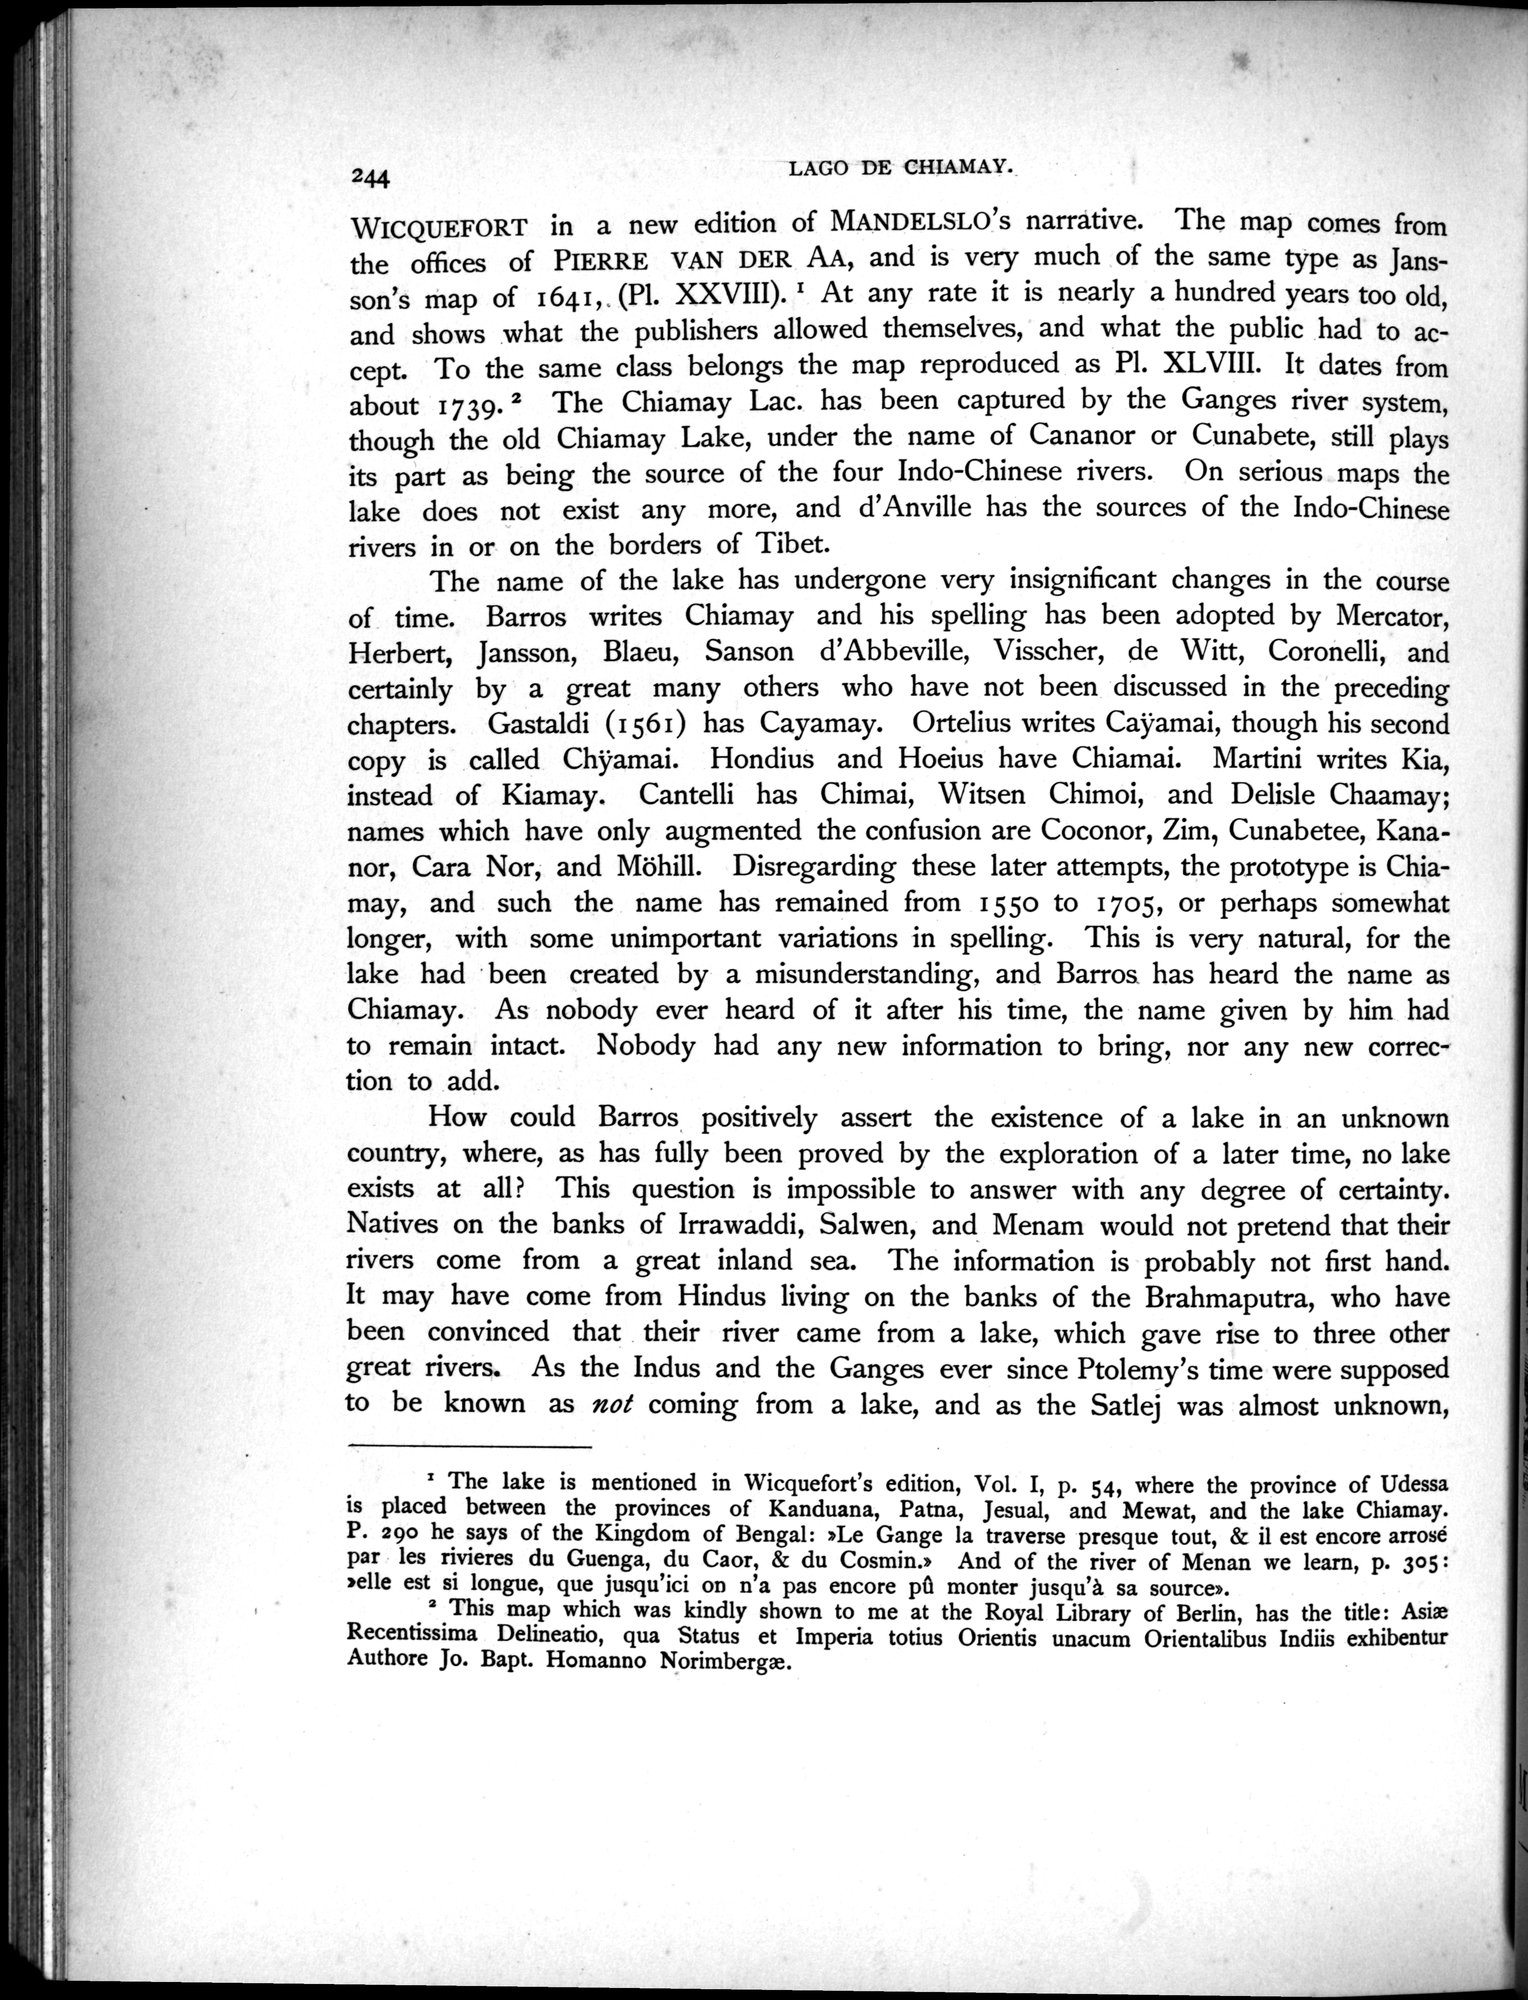 244
LAGO DE CHIAMAY.
WICQUEFORT in a new edition of MANDELSLO's narrative. The map comes from
the offices of PIERRE VAN DER AA, and is very much of the same type as Jans-
son's map of 1641, (Pl. XXVIII). ¹ At any rate it is nearly a hundred years too old,
and shows what the publishers allowed themselves, and what the public had to ac-
cept. To the same class belongs the map reproduced as Pl. XLVIII. It dates from
about 1739. ² The Chiamay Lac. has been captured by the Ganges river system,
though the old Chiamay Lake, under the name of Cananor or Cunabete, still plays
its part as being the source of the four Indo-Chinese rivers. On serious maps the
lake does not exist any more, and d'Anville has the sources of the Indo-Chinese
rivers in or on the borders of Tibet.
The name of the lake has undergone very insignificant changes in the course
of time. Barros writes Chiamay and his spelling has been adopted by Mercator,
Herbert, Jansson, Blaeu, Sanson d'Abbeville, Visscher, de Witt, Coronelli, and
certainly by a great many others who have not been discussed in the preceding
chapters. Gastaldi (1561) has Cayamay. Ortelius writes Caÿamai, though his second
copy is called Chÿamai. Hondius and Hoeius have Chiamai. Martini writes Kia,
instead of Kiamay. Cantelli has Chimai, Witsen Chimoi, and Delisle Chaamay;
names which have only augmented the confusion are Coconor, Zim, Cunabetee, Kana-
nor, Cara Nor, and Möhill. Disregarding these later attempts, the prototype is Chia-
may, and such the name has remained from 1550 to 1705, or perhaps somewhat
longer, with some unimportant variations in spelling. This is very natural, for the
lake had been created by a misunderstanding, and Barros has heard the name as
Chiamay. As nobody ever heard of it after his time, the name given by him had
to remain intact. Nobody had any new information to bring, nor any new correc-
tion to add.
How could Barros positively assert the existence of a lake in an unknown
country, where, as has fully been proved by the exploration of a later time, no lake
exists at all? This question is impossible to answer with any degree of certainty.
Natives on the banks of Irrawaddi, Salwen, and Menam would not pretend that their
rivers come from a great inland sea. The information is probably not first hand.
It may have come from Hindus living on the banks of the Brahmaputra, who have
been convinced that their river came from a lake, which gave rise to three other
great rivers. As the Indus and the Ganges ever since Ptolemy's time were supposed
to be known as not coming from a lake, and as the Satlej was almost unknown,
¹ The lake is mentioned in Wicquefort's edition, Vol. I, p. 54, where the province of Udessa
is placed between the provinces of Kanduana, Patna, Jesual, and Mewat, and the lake Chiamay.
P. 290 he says of the Kingdom of Bengal: »Le Gange la traverse presque tout, & il est encore arrosé
par les rivieres du Guenga, du Caor, & du Cosmin.» And of the river of Menan we learn, p. 305:
»elle est si longue, que jusqu'ici on n'a pas encore pû monter jusqu'à sa source».
² This map which was kindly shown to me at the Royal Library of Berlin, has the title: Asiæ
Recentissima Delineatio, qua Status et Imperia totius Orientis unacum Orientalibus Indiis exhibentur
Authore Jo. Bapt. Homanno Norimbergæ.